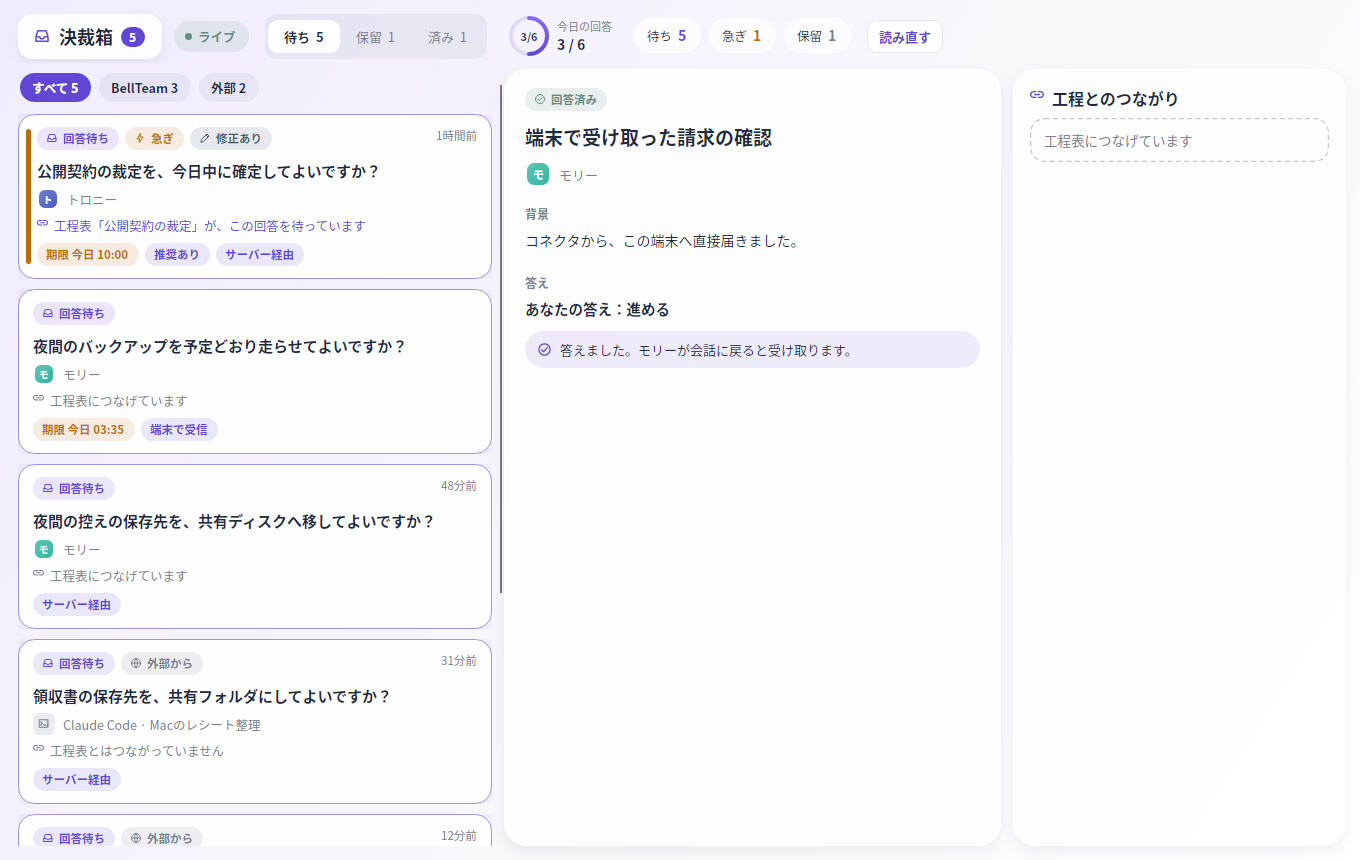 決裁箱 5
ライブ
待ち 5
保留 1
済み 1
3/6
今日の回答
3 / 6
待ち 5
急ぎ 1
保留 1
読み直す
すべて 5
BellTeam 3
外部 2
回答待ち
急ぎ
修正あり
1時間前
公開契約の裁定を、今日中に確定してよいですか？
ト トロニー
工程表「公開契約の裁定」が、この回答を待っています
期限 今日 10:00
推奨あり
サーバー経由
回答待ち
夜間のバックアップを予定どおり走らせてよいですか？
モ モリー
工程表につなげています
期限 今日 03:35
端末で受信
回答待ち
48分前
夜間の控えの保存先を、共有ディスクへ移してよいですか？
モ モリー
工程表につなげています
サーバー経由
回答待ち
外部から
31分前
領収書の保存先を、共有フォルダにしてよいですか？
Claude Code · Macのレシート整理
工程表とはつながっていません
サーバー経由
回答待ち
外部から
12分前
回答済み
端末で受け取った請求の確認
モ モリー
背景
コネクタから、この端末へ直接届きました。
答え
あなたの答え：進める
答えました。モリーが会話に戻ると受け取ります。
工程とのつながり
工程表につなげています